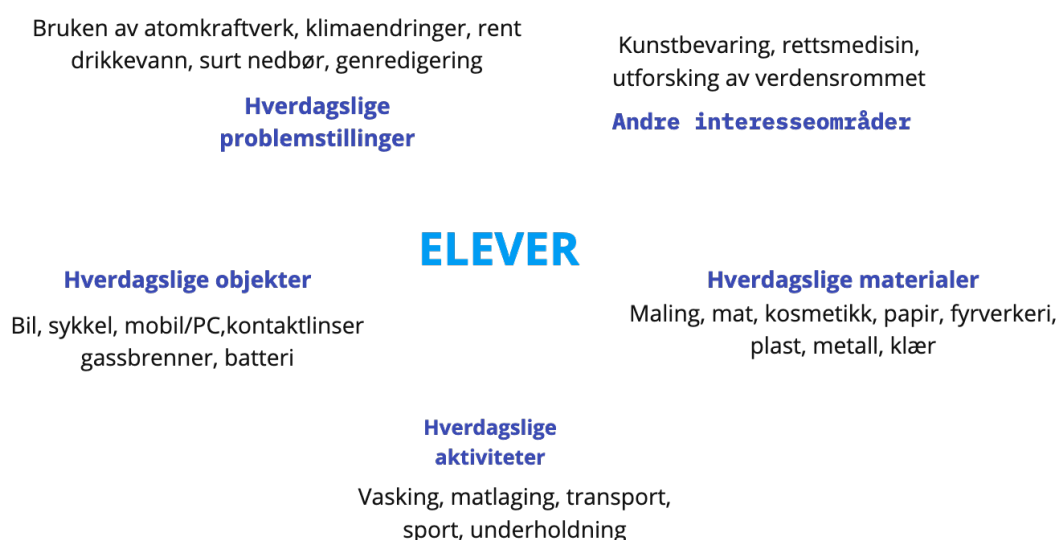 Bruken av atomkraftverk, klimaendringer, rent
drikkevann, surt nedbør, genredigering
Hverdagslige
problemstillinger
Kunstbevaring, rettsmedisin,
utforsking av verdensrommet
Andre interesseområder
ELEVER
Hverdagslige objekter
Bil, sykkel, mobil/PC,kontaktlinser
gassbrenner, batteri
Hverdagslige materialer
Maling, mat, kosmetikk, papir, fyrverkeri,
plast, metall, klær
Hverdagslige
aktiviteter
Vasking, matlaging, transport,
sport, underholdning